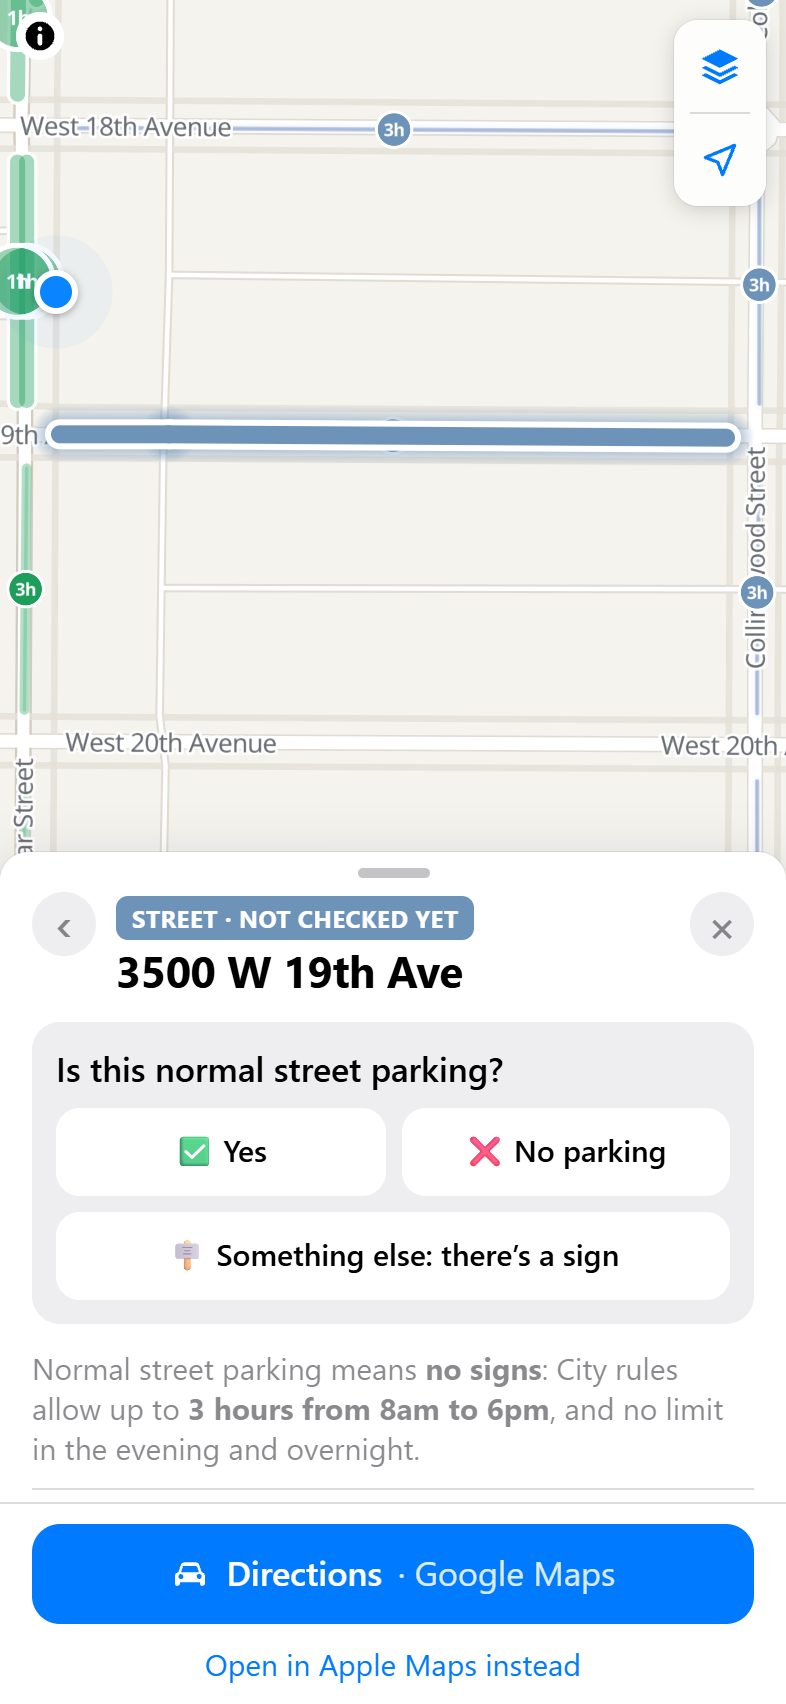 West 18th Avenue
3h
3h
9th
3h
3h
West 20th Avenue
West 20th
STREET · NOT CHECKED YET
3500 W 19th Ave
Is this normal street parking?
Yes
No parking
Something else: there’s a sign
Normal street parking means no signs: City rules
allow up to 3 hours from 8am to 6pm, and no limit
in the evening and overnight.
Directions · Google Maps
Open in Apple Maps instead